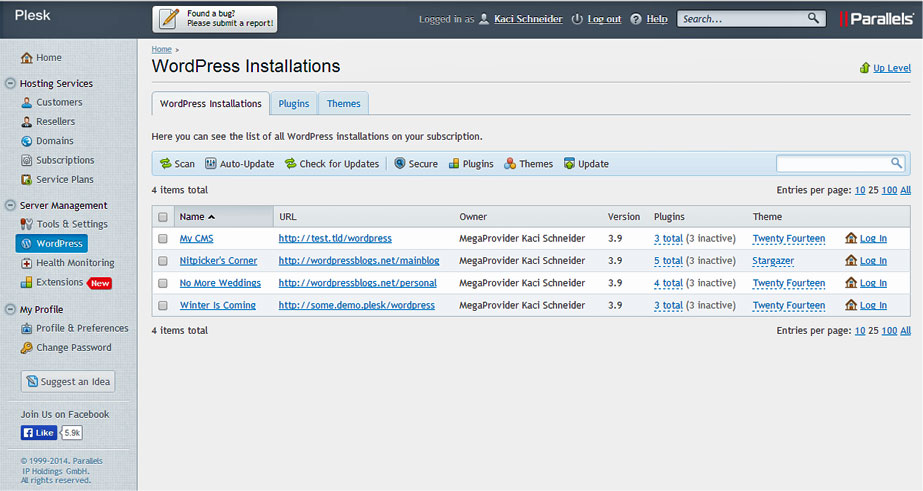 Plesk
Found a bug?
Please submit a report!
Logged in as Kaci Schneider Log out Help Search... Parallels®
Home
Hosting Services
Customers
Resellers
Domains
Subscriptions
Service Plans
Server Management
Tools & Settings
WordPress
Health Monitoring
Extensions New
My Profile
Profile & Preferences
Change Password
Suggest an Idea
Join Us on Facebook
Like 5.9k
© 1999-2014. Parallels
IP Holdings GmbH.
All rights reserved.
Home »
WordPress Installations
Up Level
WordPress Installations Plugins Themes
Here you can see the list of all WordPress installations on your subscription.
Scan Auto-Update Check for Updates Secure Plugins Themes Update
4 items total Entries per page: 10 25 100 All
Name URL Owner Version Plugins Theme
My CMS http://test.tld/wordpress MegaProvider Kaci Schneider 3.9 3 total (3 inactive) Twenty Fourteen Log In
Nitpicker's Corner http://wordpressblogs.net/mainblog MegaProvider Kaci Schneider 3.9 5 total (3 inactive) Stargazer Log In
No More Weddings http://wordpressblogs.net/personal MegaProvider Kaci Schneider 3.9 4 total (3 inactive) Twenty Fourteen Log In
Winter Is Coming http://some.demo.plesk/wordpress MegaProvider Kaci Schneider 3.9 3 total (3 inactive) Twenty Fourteen Log In
4 items total Entries per page: 10 25 100 All